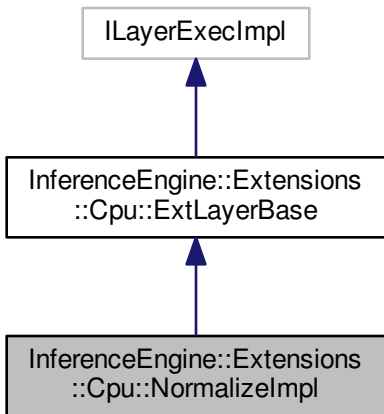 ILayerExecImpl
InferenceEngine::Extensions
::Cpu::ExtLayerBase
InferenceEngine::Extensions
::Cpu::NormalizeImpl